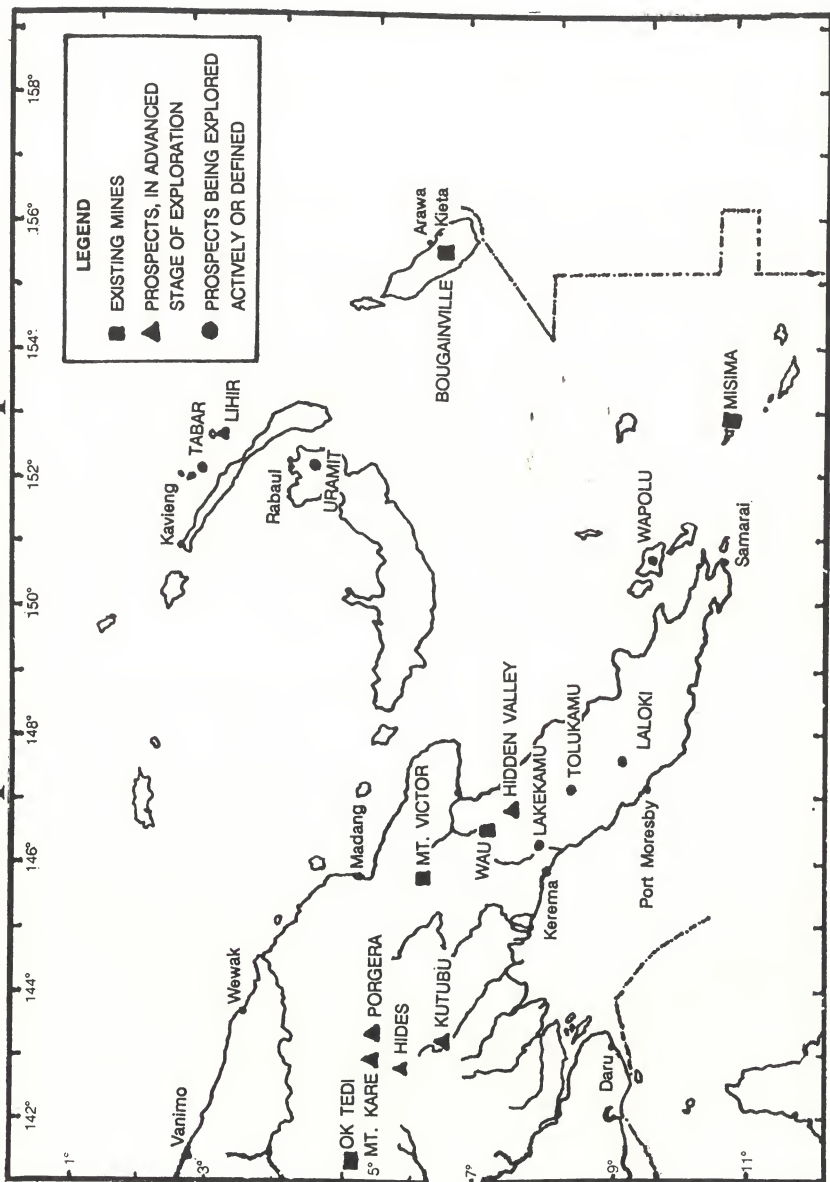 142°
144°
146°
148°
150°
152°
154°
156°
158°
1°
3°
5°
7°
9°
11°
LEGEND
EXISTING MINES
PROSPECTS, IN ADVANCED
STAGE OF EXPLORATION
PROSPECTS BEING EXPLORED
ACTIVELY OR DEFINED
Vanimo
Wewak
Madang
Kavieng
TABAR
LIHIR
Rabaul
URAMIT
Arawa
Kieta
BOUGAINVILLE
OK TEDI
MT. KARE
PORGERA
HIDES
KUTUBU
MT. VICTOR
WAU
HIDDEN VALLEY
LAKEKAMU
TOLUKAMU
Kerema
LALOKI
Port Moresby
Daru
WAPOLU
Samarai
MISIMA